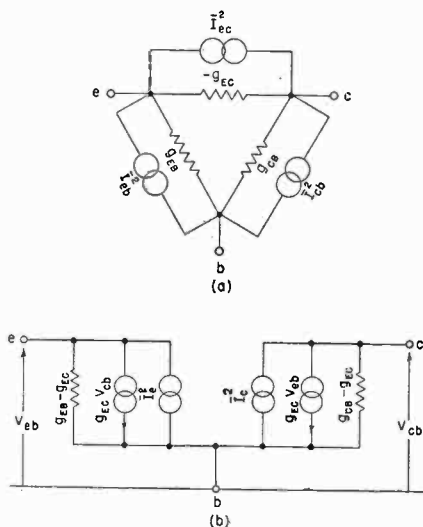 Ī²ec
-gEC
e
c
gEB
gCB
Ī²eb
Ī²cb
b
(a)
e
c
gEB-gEC
gEC Vcb
Ī²e
Ī²c
gEC Veb
gCB-gEC
Veb
Vcb
b
(b)